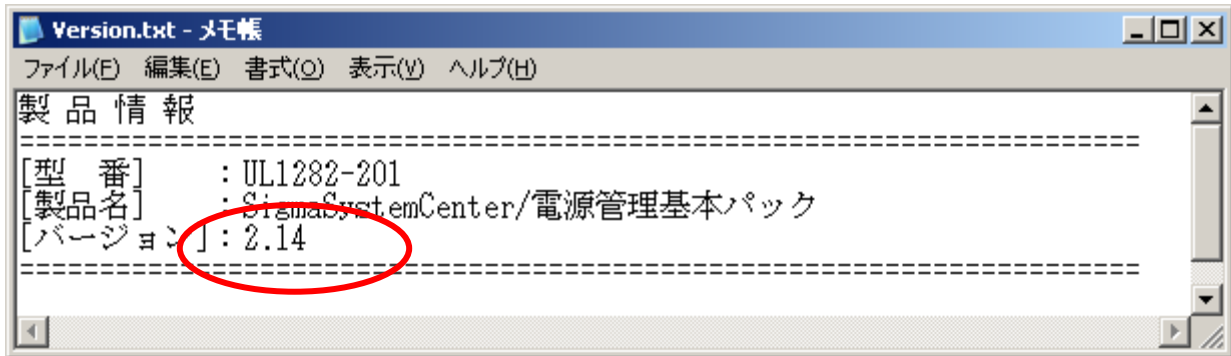 Version.txt - メモ帳
ファイル(F) 編集(E) 書式(O) 表示(V) ヘルプ(H)
製 品 情 報
======================================================================
[型　番]　　　: UL1282-201
[製品名]　　　: SigmaSystemCenter/電源管理基本パック
[バージョン] : 2.14
======================================================================